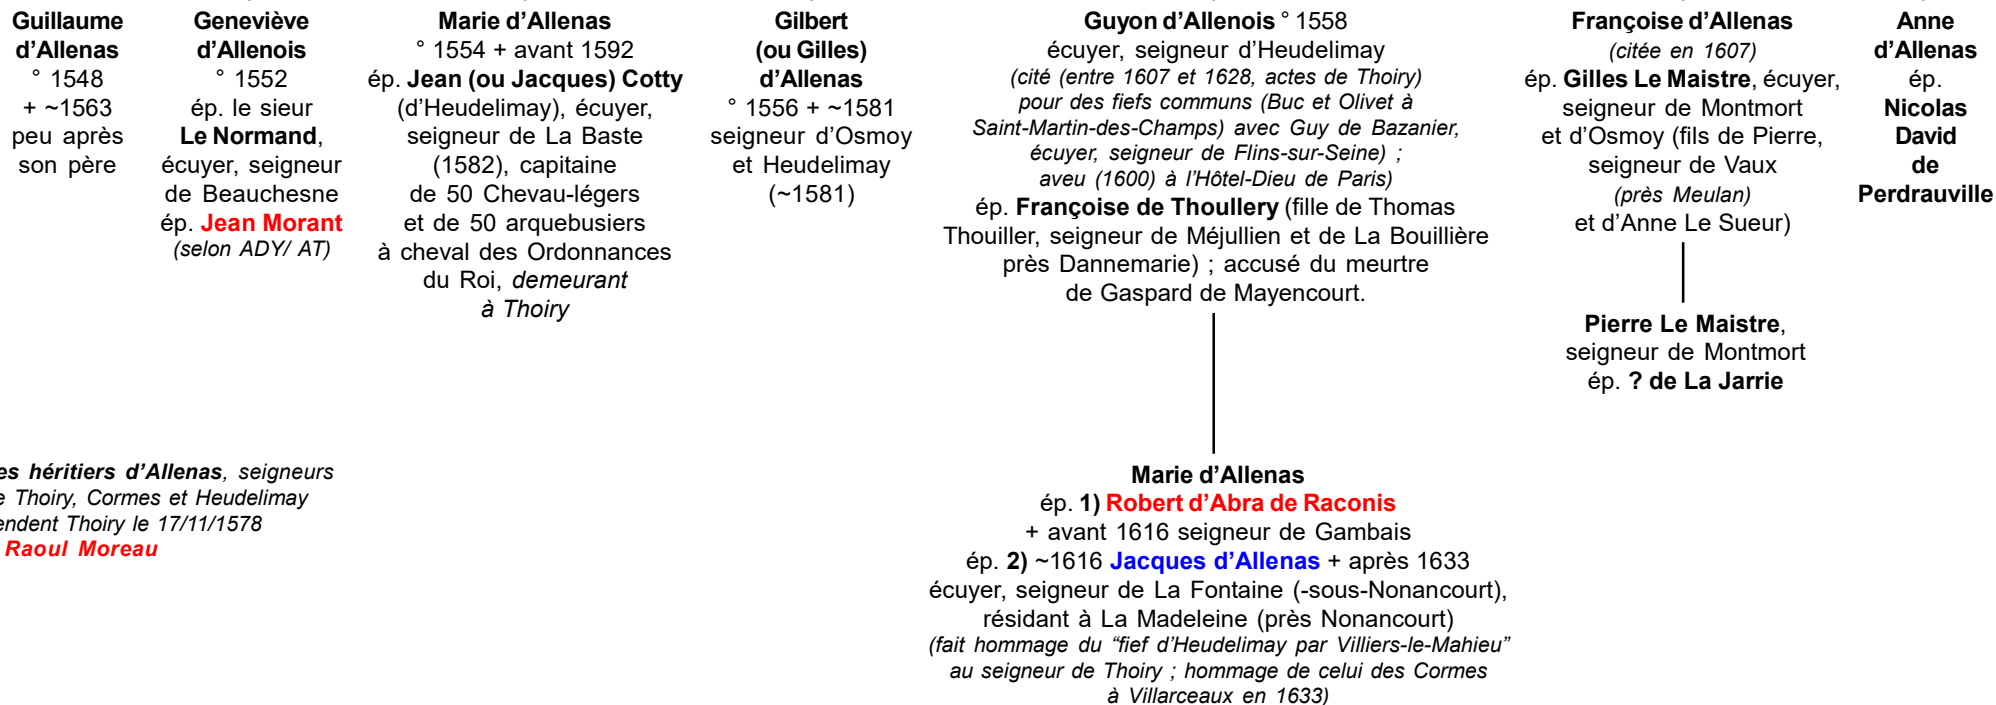 Guillaume
d’Allenas
° 1548
+ ~1563
peu après
son père
Geneviève
d’Allenois
° 1552
ép. le sieur
Le Normand,
écuyer, seigneur
de Beauchesne
ép. Jean Morant
(selon ADY/ AT)
Marie d’Allenas
° 1554 + avant 1592
ép. Jean (ou Jacques) Cotty
(d’Heudelimay), écuyer,
seigneur de La Baste
(1582), capitaine
de 50 Chevau-légers
et de 50 arquebusiers
à cheval des Ordonnances
du Roi, demeurant
à Thoiry
Gilbert
(ou Gilles)
d’Allenas
° 1556 + ~1581
seigneur d’Osmoy
et Heudelimay
(~1581)
Guyon d’Allenois ° 1558
écuyer, seigneur d’Heudelimay
(cité (entre 1607 et 1628, actes de Thoiry)
pour des fiefs communs (Buc et Olivet à
Saint-Martin-des-Champs) avec Guy de Bazanier,
écuyer, seigneur de Flins-sur-Seine) ;
aveu (1600) à l’Hôtel-Dieu de Paris)
ép. Françoise de Thoullery (fille de Thomas
Thouiller, seigneur de Méjullien et de La Bouillière
près Dannemarie) ; accusé du meurtre
de Gaspard de Mayencourt.
Françoise d’Allenas
(citée en 1607)
ép. Gilles Le Maistre, écuyer,
seigneur de Montmort
et d’Osmoy (fils de Pierre,
seigneur de Vaux
(près Meulan)
et d’Anne Le Sueur)
Anne
d’Allenas
ép.
Nicolas
David
de
Perdrauville
Pierre Le Maistre,
seigneur de Montmort
ép. ? de La Jarrie
es héritiers d’Allenas, seigneurs
e Thoiry, Cormes et Heudelimay
endent Thoiry le 17/11/1578
Raoul Moreau
Marie d’Allenas
ép. 1) Robert d’Abra de Raconis
+ avant 1616 seigneur de Gambais
ép. 2) ~1616 Jacques d’Allenas + après 1633
écuyer, seigneur de La Fontaine (-sous-Nonancourt),
résidant à La Madeleine (près Nonancourt)
(fait hommage du “fief d’Heudelimay par Villiers-le-Mahieu”
au seigneur de Thoiry ; hommage de celui des Cormes
à Villarceaux en 1633)